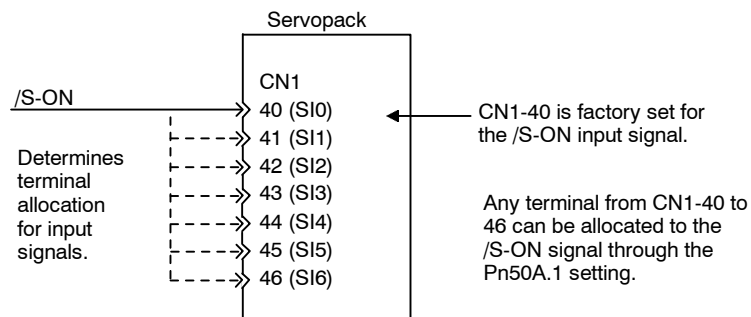 Servopack
CN1
/S-ON
40 (SI0)
41 (SI1)
42 (SI2)
43 (SI3)
44 (SI4)
45 (SI5)
46 (SI6)
Determines
terminal
allocation
for input
signals.
CN1-40 is factory set for
the /S-ON input signal.
Any terminal from CN1-40 to
46 can be allocated to the
/S-ON signal through the
Pn50A.1 setting.